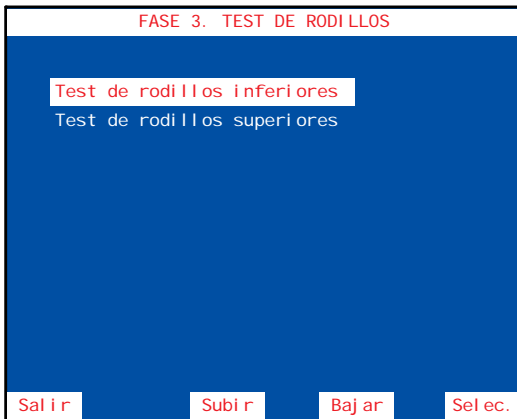 FASE 3. TEST DE RODILLOS
Test de rodillos inferiores
Test de rodillos superiores
Salir Subir Bajar Selec.